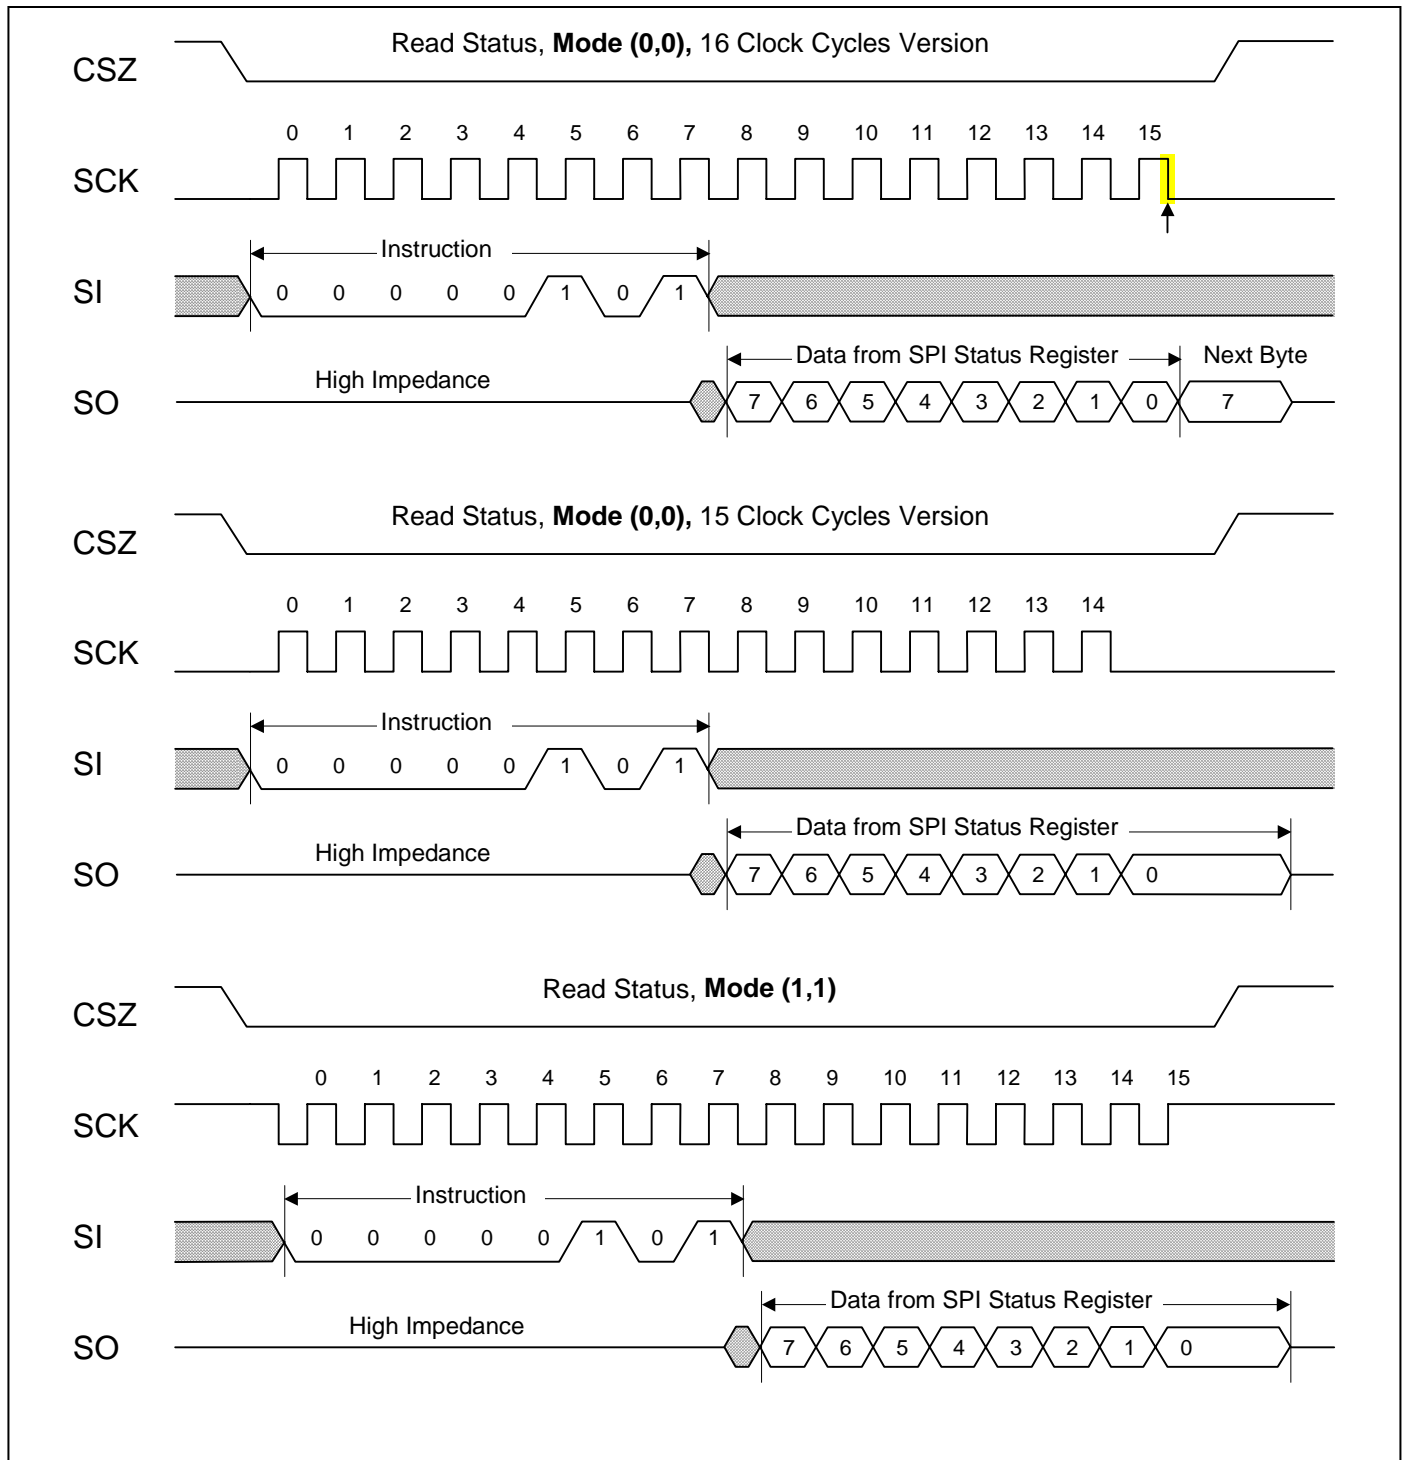 Read Status, Mode (0,0), 16 Clock Cycles Version
CSZ
0 1 2 3 4 5 6 7 8 9 10 11 12 13 14 15
SCK
Instruction
SI 0 0 0 0 0 1 0 1
Data from SPI Status Register Next Byte
High Impedance
SO 7 6 5 4 3 2 1 0 7
Read Status, Mode (0,0), 15 Clock Cycles Version
CSZ
0 1 2 3 4 5 6 7 8 9 10 11 12 13 14
SCK
Instruction
SI 0 0 0 0 0 1 0 1
Data from SPI Status Register
High Impedance
SO 7 6 5 4 3 2 1 0
Read Status, Mode (1,1)
CSZ
0 1 2 3 4 5 6 7 8 9 10 11 12 13 14 15
SCK
Instruction
SI 0 0 0 0 0 1 0 1
Data from SPI Status Register
High Impedance
SO 7 6 5 4 3 2 1 0